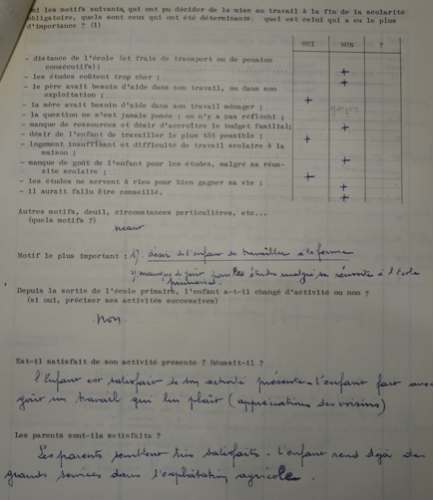 mi les motifs suivants, qui ont pu décider de la mise au travail à la fin de la scolarité
obligatoire, quels sont ceux qui ont été déterminants quel est celui qui a eu le plus
d'importance ? (1)
OUI NON ?
- distance de l'école (et frais de transport ou de pension
consécutifs) ; +
- les études coûtent trop cher ; +
- le père avait besoin d'aide dans son travail, ou dans son
exploitation ; +
- la mère avait besoin d'aide dans son travail ménager ; garçon
- la question ne s'est jamais posée : on n'y a pas réfléchi ;
- manque de ressources et désir d'accroître le budget familial; +
- désir de l'enfant de travailler le plus tôt possible ; +
- logement insuffisant et difficulté de travail scolaire à la
maison ; +
- manque de goût de l'enfant pour les études, malgré sa réus-
site scolaire ; +
- les études ne servent à rien pour bien gagner sa vie ; +
- il aurait fallu être conseillé. +
Autres motifs, deuil, circonstances particulières, etc...
(quels motifs ?)
néant
Motif le plus important : 1) désir de l'enfant de travailler à la ferme
2) manque de goût pour les études malgré sa réussite à l'École
primaire.
Depuis la sortie de l'école primaire, l'enfant a-t-il changé d'activité ou non ?
(si oui, préciser ses activités successives)
Non
Est-il satisfait de son activité présente ? Réussit-il ?
l'Enfant est satisfait de son activité présente - l'enfant fait avec
goût un travail qui lui plait (appréciations des voisins)
Les parents sont-ils satisfaits ?
Les parents semblent très satisfaits - L'enfant rend déjà de
grands services dans l'exploitation agricole.